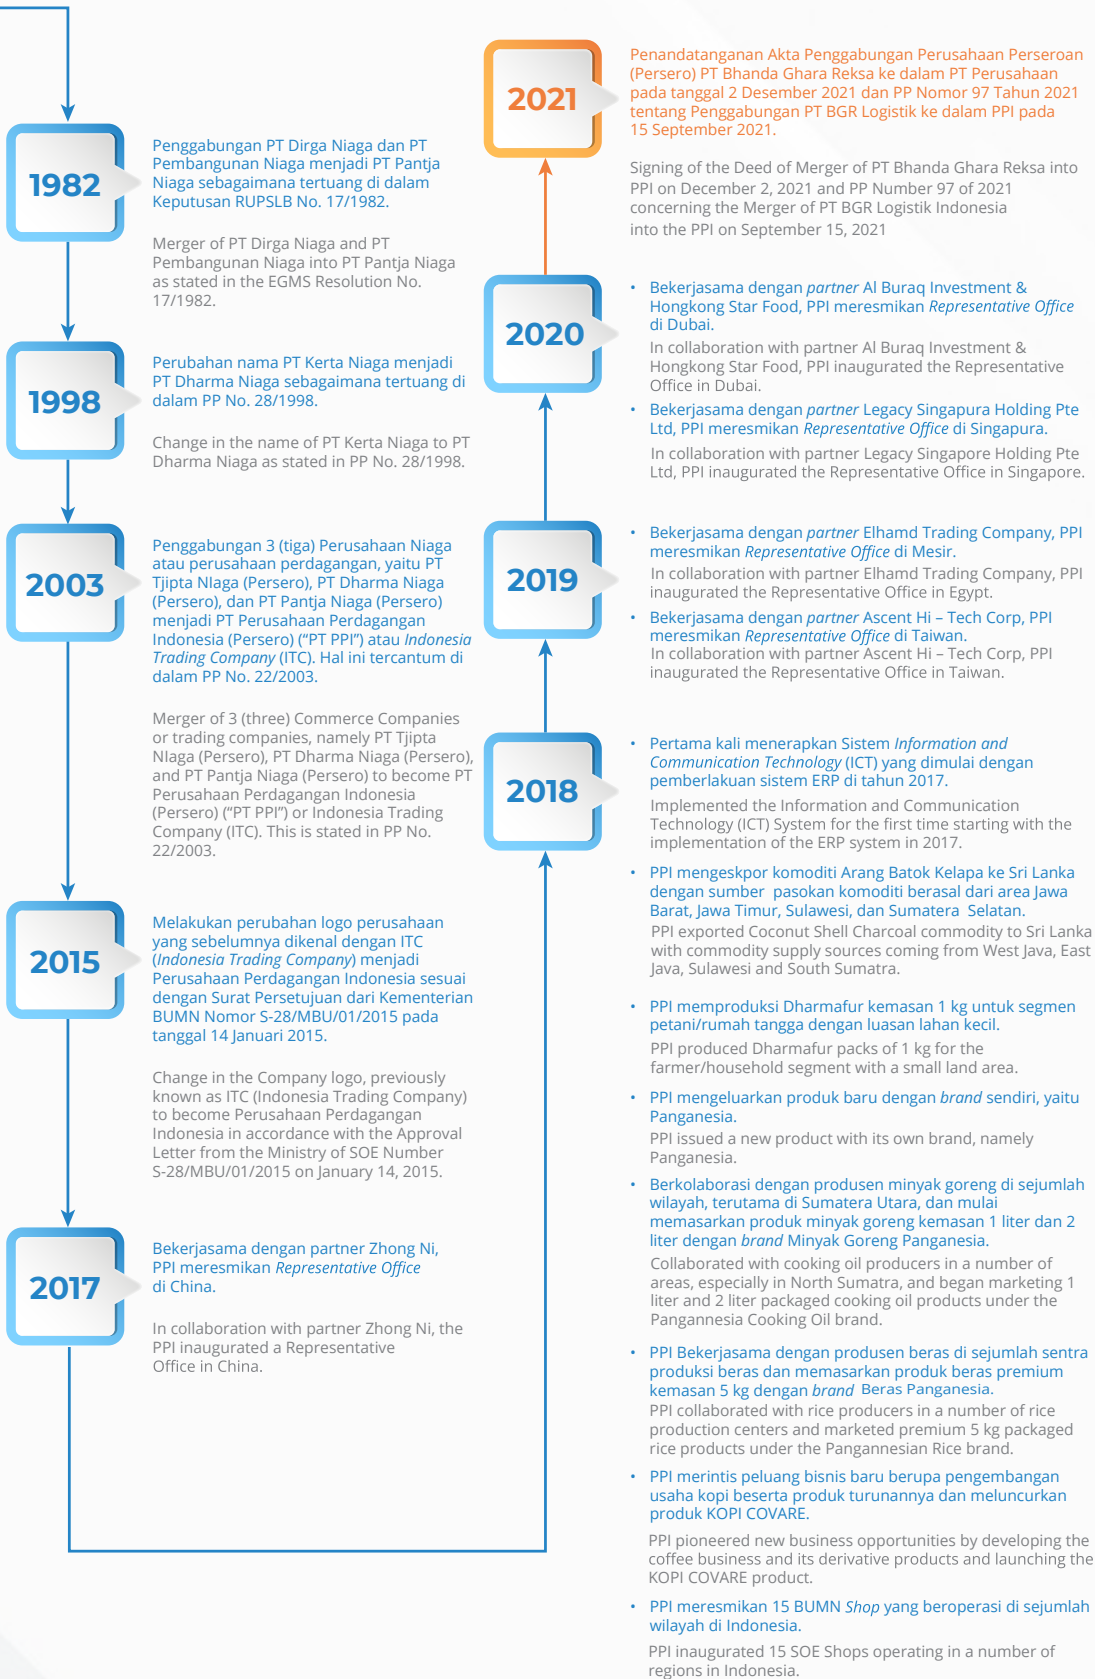 1982
Penggabungan PT Dirga Niaga dan PT
Pembangunan Niaga menjadi PT Pantja
Niaga sebagaimana tertuang di dalam
Keputusan RUPSLB No. 17/1982.
Merger of PT Dirga Niaga and PT
Pembangunan Niaga into PT Pantja Niaga
as stated in the EGMS Resolution No.
17/1982.
1998
Perubahan nama PT Kerta Niaga menjadi
PT Dharma Niaga sebagaimana tertuang di
dalam PP No. 28/1998.
Change in the name of PT Kerta Niaga to PT
Dharma Niaga as stated in PP No. 28/1998.
2003
Penggabungan 3 (tiga) Perusahaan Niaga
atau perusahaan perdagangan, yaitu PT
Tjipta NIaga (Persero), PT Dharma Niaga
(Persero), dan PT Pantja Niaga (Persero)
menjadi PT Perusahaan Perdagangan
Indonesia (Persero) (“PT PPI”) atau Indonesia
Trading Company (ITC). Hal ini tercantum di
dalam PP No. 22/2003.
Merger of 3 (three) Commerce Companies
or trading companies, namely PT Tjipta
NIaga (Persero), PT Dharma Niaga (Persero),
and PT Pantja Niaga (Persero) to become PT
Perusahaan Perdagangan Indonesia
(Persero) (“PT PPI”) or Indonesia Trading
Company (ITC). This is stated in PP No.
22/2003.
2015
Melakukan perubahan logo perusahaan
yang sebelumnya dikenal dengan ITC
(Indonesia Trading Company) menjadi
Perusahaan Perdagangan Indonesia sesuai
dengan Surat Persetujuan dari Kementerian
BUMN Nomor S-28/MBU/01/2015 pada
tanggal 14 Januari 2015.
Change in the Company logo, previously
known as ITC (Indonesia Trading Company)
to become Perusahaan Perdagangan
Indonesia in accordance with the Approval
Letter from the Ministry of SOE Number
S-28/MBU/01/2015 on January 14, 2015.
2017
Bekerjasama dengan partner Zhong Ni,
PPI meresmikan Representative Office
di China.
In collaboration with partner Zhong Ni, the
PPI inaugurated a Representative
Office in China.
2021
Penandatanganan Akta Penggabungan Perusahaan Perseroan
(Persero) PT Bhanda Ghara Reksa ke dalam PT Perusahaan
pada tanggal 2 Desember 2021 dan PP Nomor 97 Tahun 2021
tentang Penggabungan PT BGR Logistik ke dalam PPI pada
15 September 2021.
Signing of the Deed of Merger of PT Bhanda Ghara Reksa into
PPI on December 2, 2021 and PP Number 97 of 2021
concerning the Merger of PT BGR Logistik Indonesia
into the PPI on September 15, 2021
2020
• Bekerjasama dengan partner Al Buraq Investment &
Hongkong Star Food, PPI meresmikan Representative Office
di Dubai.
In collaboration with partner Al Buraq Investment &
Hongkong Star Food, PPI inaugurated the Representative
Office in Dubai.
• Bekerjasama dengan partner Legacy Singapura Holding Pte
Ltd, PPI meresmikan Representative Office di Singapura.
In collaboration with partner Legacy Singapore Holding Pte
Ltd, PPI inaugurated the Representative Office in Singapore.
2019
• Bekerjasama dengan partner Elhamd Trading Company, PPI
meresmikan Representative Office di Mesir.
In collaboration with partner Elhamd Trading Company, PPI
inaugurated the Representative Office in Egypt.
• Bekerjasama dengan partner Ascent Hi – Tech Corp, PPI
meresmikan Representative Office di Taiwan.
In collaboration with partner Ascent Hi – Tech Corp, PPI
inaugurated the Representative Office in Taiwan.
2018
• Pertama kali menerapkan Sistem Information and
Communication Technology (ICT) yang dimulai dengan
pemberlakuan sistem ERP di tahun 2017.
Implemented the Information and Communication
Technology (ICT) System for the first time starting with the
implementation of the ERP system in 2017.
• PPI mengeskpor komoditi Arang Batok Kelapa ke Sri Lanka
dengan sumber pasokan komoditi berasal dari area Jawa
Barat, Jawa Timur, Sulawesi, dan Sumatera Selatan.
PPI exported Coconut Shell Charcoal commodity to Sri Lanka
with commodity supply sources coming from West Java, East
Java, Sulawesi and South Sumatra.
• PPI memproduksi Dharmafur kemasan 1 kg untuk segmen
petani/rumah tangga dengan luasan lahan kecil.
PPI produced Dharmafur packs of 1 kg for the
farmer/household segment with a small land area.
• PPI mengeluarkan produk baru dengan brand sendiri, yaitu
Panganesia.
PPI issued a new product with its own brand, namely
Panganesia.
• Berkolaborasi dengan produsen minyak goreng di sejumlah
wilayah, terutama di Sumatera Utara, dan mulai
memasarkan produk minyak goreng kemasan 1 liter dan 2
liter dengan brand Minyak Goreng Panganesia.
Collaborated with cooking oil producers in a number of
areas, especially in North Sumatra, and began marketing 1
liter and 2 liter packaged cooking oil products under the
Pangannesia Cooking Oil brand.
• PPI Bekerjasama dengan produsen beras di sejumlah sentra
produksi beras dan memasarkan produk beras premium
kemasan 5 kg dengan brand Beras Panganesia.
PPI collaborated with rice producers in a number of rice
production centers and marketed premium 5 kg packaged
rice products under the Pangannesian Rice brand.
• PPI merintis peluang bisnis baru berupa pengembangan
usaha kopi beserta produk turunannya dan meluncurkan
produk KOPI COVARE.
PPI pioneered new business opportunities by developing the
coffee business and its derivative products and launching the
KOPI COVARE product.
• PPI meresmikan 15 BUMN Shop yang beroperasi di sejumlah
wilayah di Indonesia.
PPI inaugurated 15 SOE Shops operating in a number of
regions in Indonesia.